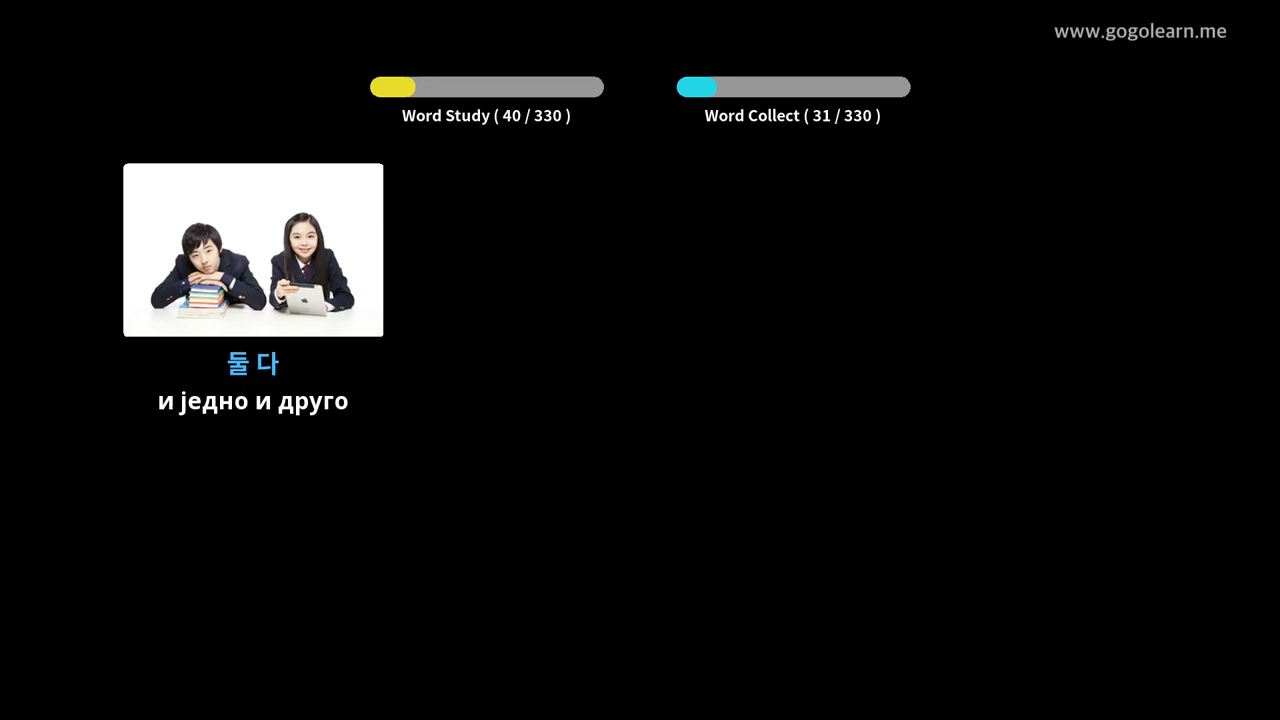 www.gogolearn.me
Word Study ( 40 / 330 )
Word Collect ( 31 / 330 )
둘 다
и једно и друго